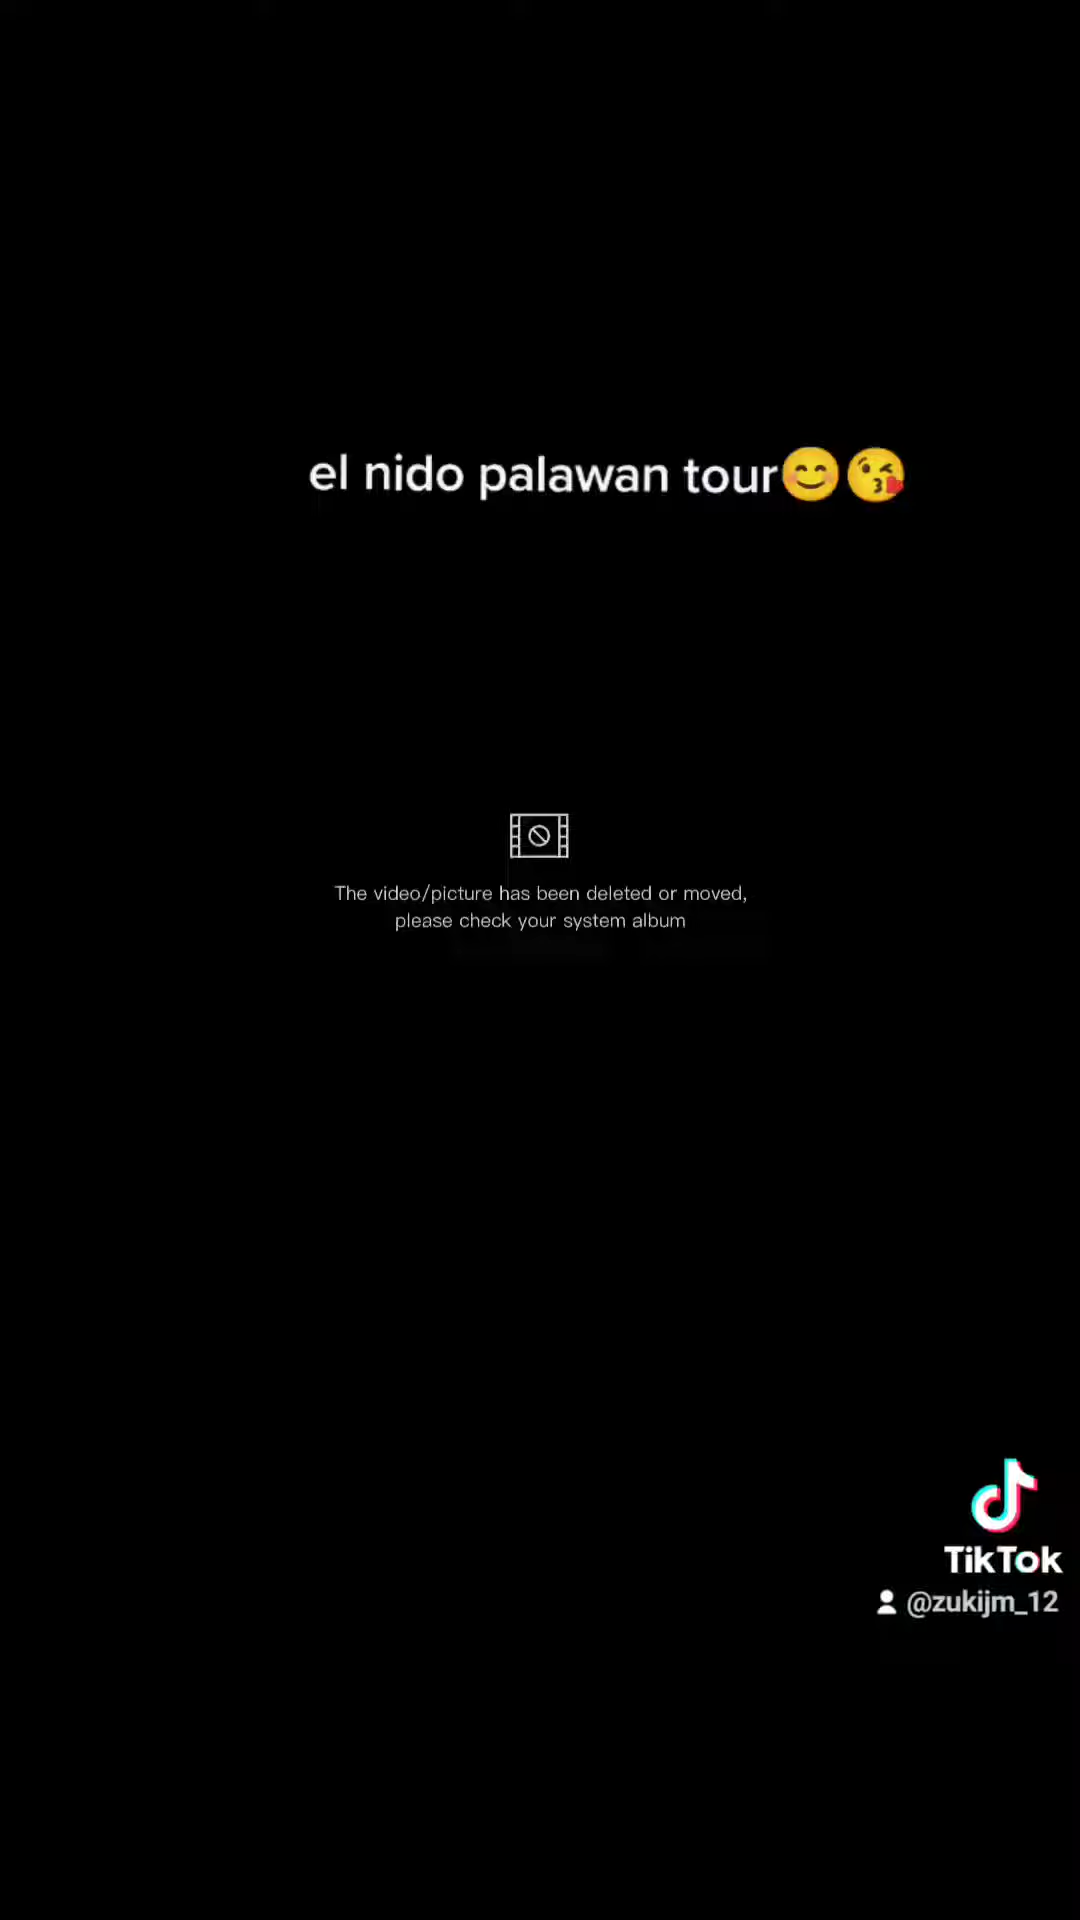 el nido palawan tour😊😘
The video/picture has been deleted or moved,
please check your system album
TikTok
@zukijm_12